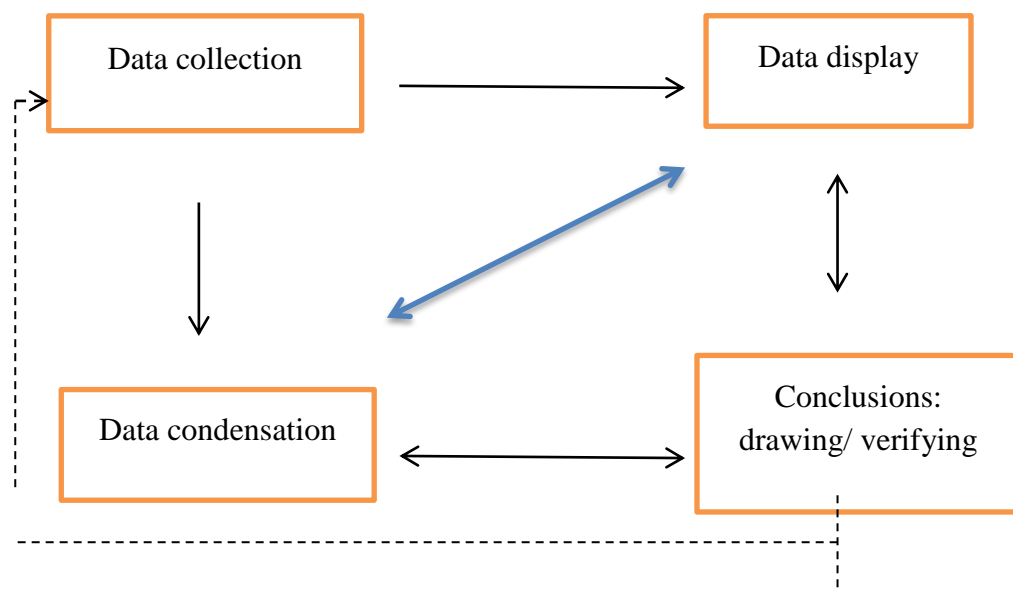 Data collection
Data display
Data condensation
Conclusions:
drawing/ verifying